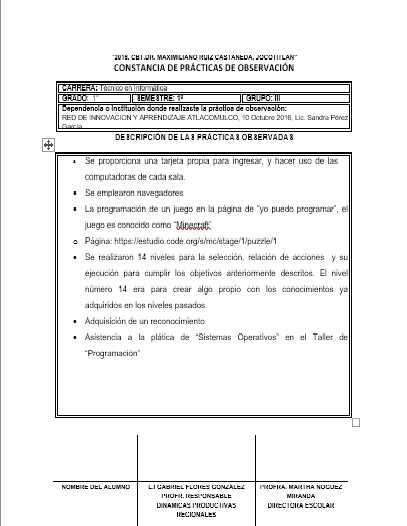 "2016. CBT.DR. MAXIMILIANO RUIZ CASTAÑEDA, JOCOTITLAN"
CONSTANCIA DE PRÁCTICAS DE OBSERVACIÓN
CARRERA: Técnico en Informática
GRADO: 1° SEMESTRE: 1º GRUPO: III
Dependencia o Institución donde realizaste la práctica de observación:
RED DE INNOVACION Y APRENDIZAJE ATLACOMULCO, 10 Octubre 2016, Lic. Sandra Pérez
García
DESCRIPCIÓN DE LAS PRÁCTICAS OBSERVADAS
• Se proporciona una tarjeta propia para ingresar, y hacer uso de las
computadoras de cada sala.
• Se emplearon navegadores
• La programación de un juego en la página de "yo puedo programar", el
juego es conocido como "Minecraft"
o Página: https://estudio.code.org/s/mc/stage/1/puzzle/1
• Se realizaron 14 niveles para la selección, relación de acciones y su
ejecución para cumplir los objetivos anteriormente descritos. El nivel
número 14 era para crear algo propio con los conocimientos ya
adquiridos en los niveles pasados.
• Adquisición de un reconocimiento
• Asistencia a la plática de "Sistemas Operativos" en el Taller de
"Programación"
NOMBRE DEL ALUMNO
L.I GABRIEL FLORES GONZÁLEZ
PROFR. RESPONSABLE
DINAMICAS PRODUCTIVAS
REGIONALES
PROFRA. MARTHA NOGUEZ
MIRANDA
DIRECTORA ESCOLAR